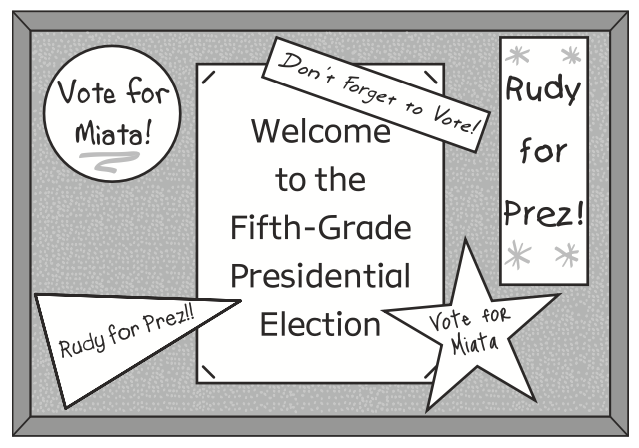 Vote for
Miata!
Don't Forget to Vote!
Welcome
to the
Fifth-Grade
Presidential
Election
Rudy
for
Prez!
Rudy for Prez!!
Vote for
Miata